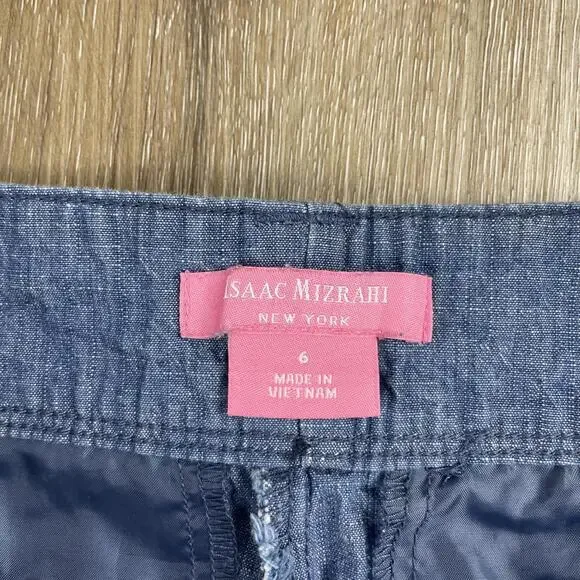 ISAAC MIZRAHI
NEW YORK
6
MADE IN
VIETNAM